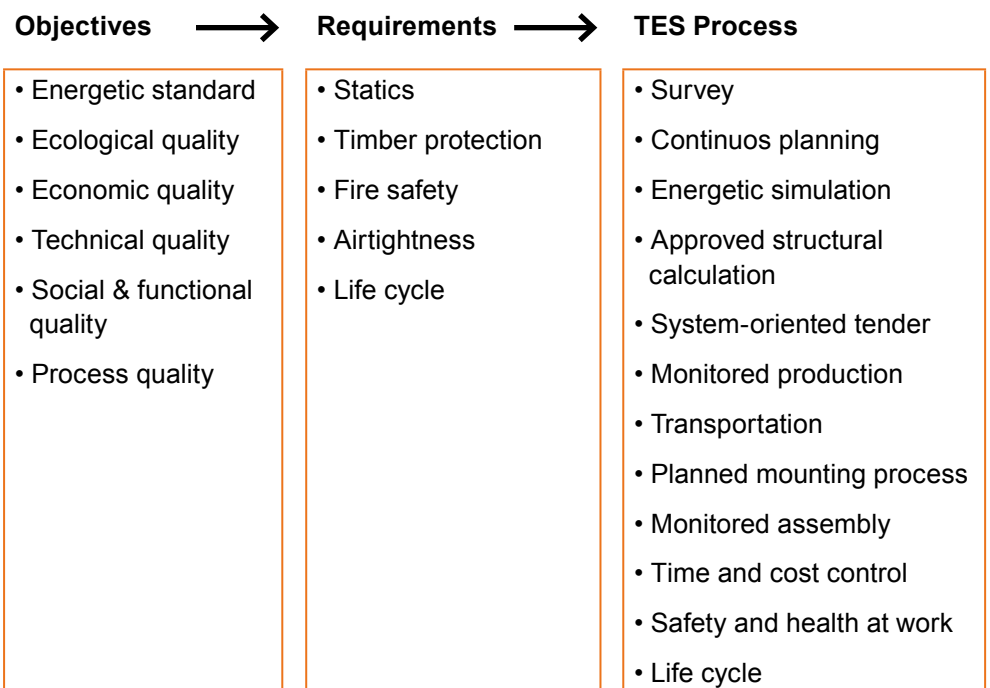 Objectives
Requirements
TES Process
• Energetic standard
• Ecological quality
• Economic quality
• Technical quality
• Social & functional
quality
• Process quality
• Statics
• Timber protection
• Fire safety
• Airtightness
• Life cycle
• Survey
• Continuos planning
• Energetic simulation
• Approved structural
calculation
• System-oriented tender
• Monitored production
• Transportation
• Planned mounting process
• Monitored assembly
• Time and cost control
• Safety and health at work
• Life cycle